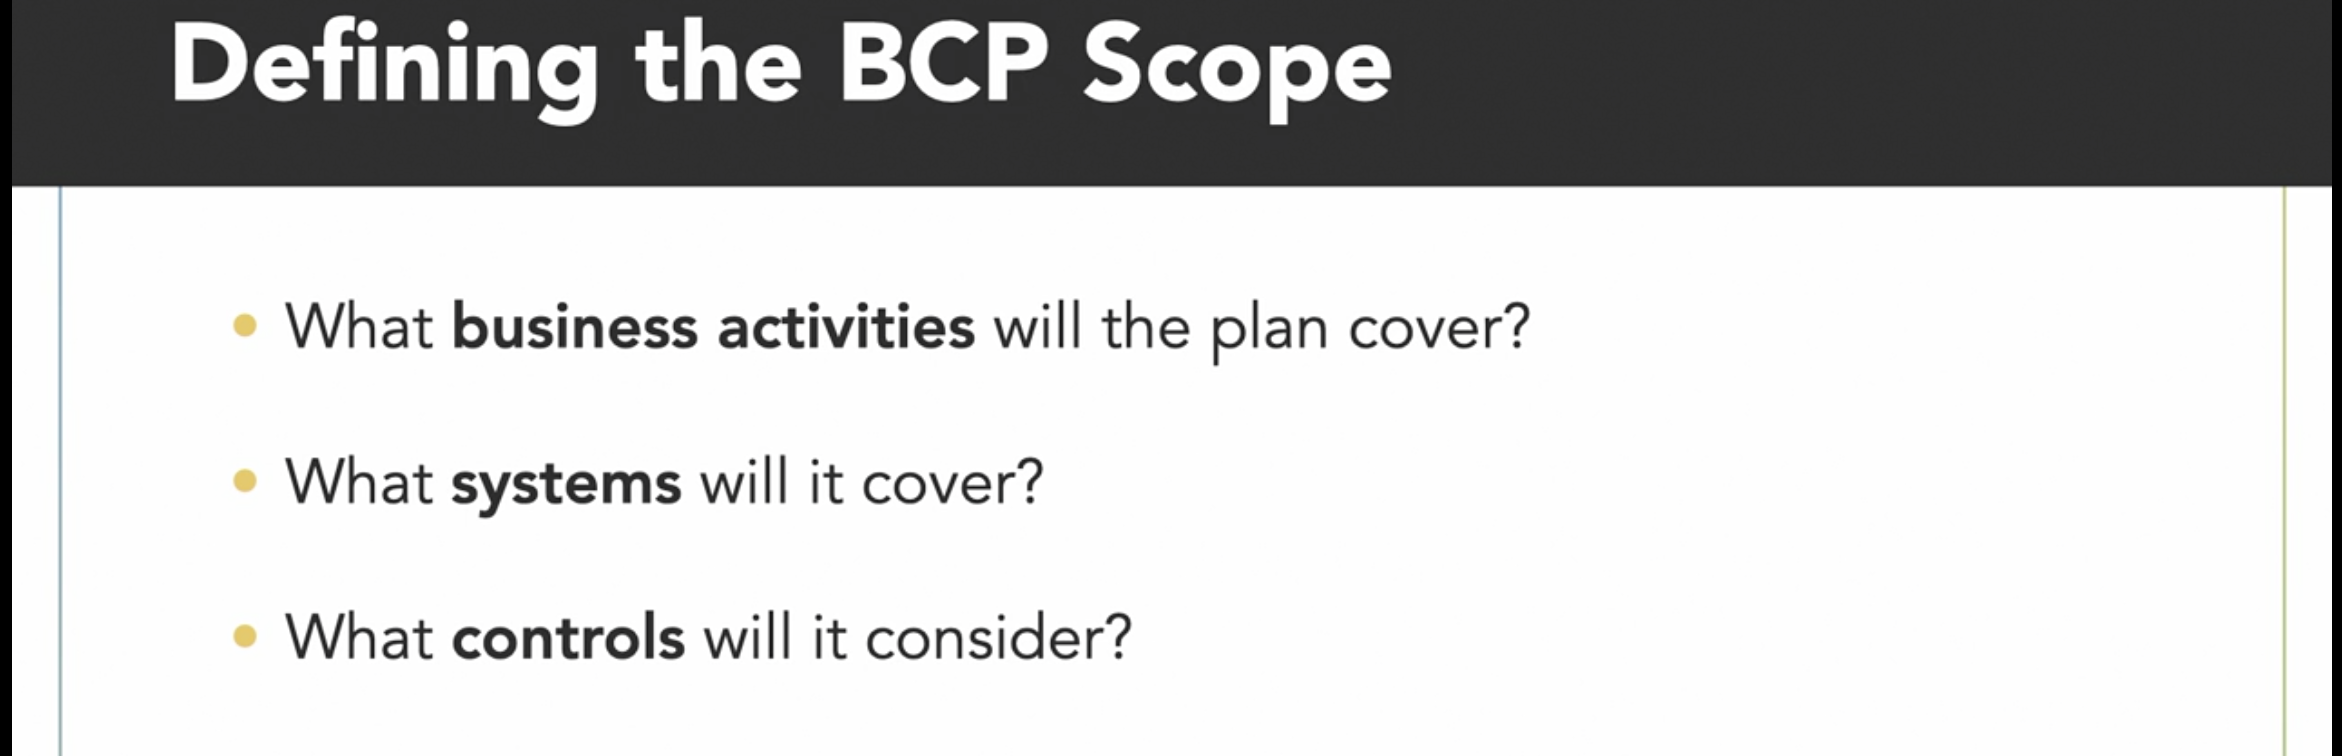 Defining the BCP Scope
• What business activities will the plan cover?
• What systems will it cover?
• What controls will it consider?